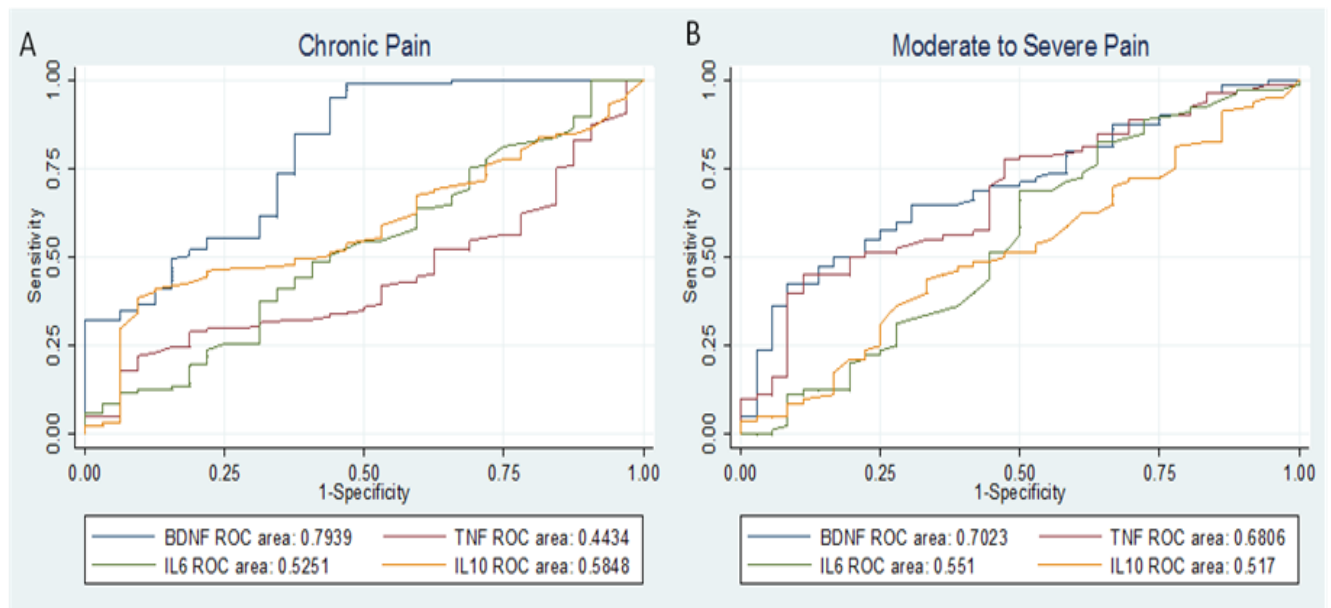 A
Chronic Pain
Sensitivity
1.00
0.75
0.50
0.25
0.00
0.00 0.25 0.50 0.75 1.00
1-Specificity
BDNF ROC area: 0.7939 TNF ROC area: 0.4434
IL6 ROC area: 0.5251 IL10 ROC area: 0.5848
B
Moderate to Severe Pain
Sensitivity
1.00
0.75
0.50
0.25
0.00
0.00 0.25 0.50 0.75 1.00
1-Specificity
BDNF ROC area: 0.7023 TNF ROC area: 0.6806
IL6 ROC area: 0.551 IL10 ROC area: 0.517